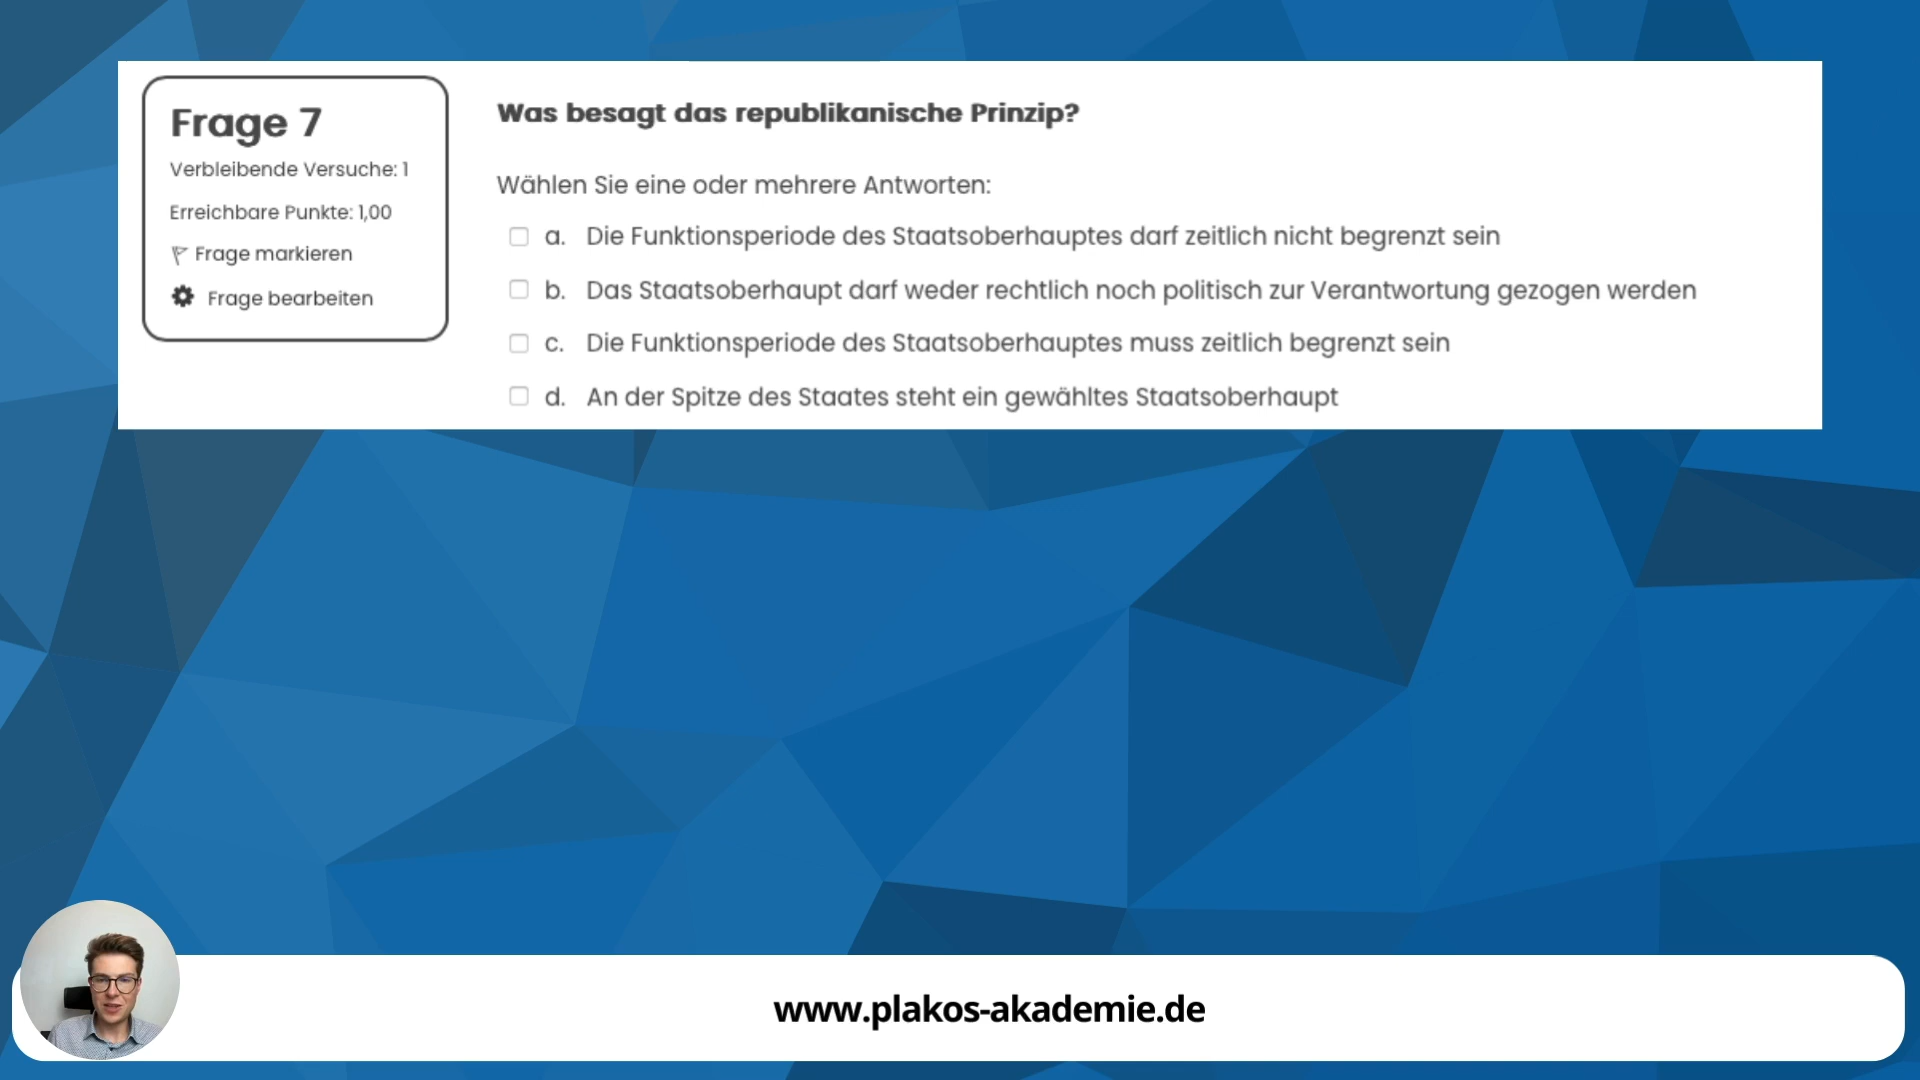 Frage 7
Verbleibende Versuche: 1
Erreichbare Punkte: 1,00
Frage markieren
Frage bearbeiten
Was besagt das republikanische Prinzip?
Wählen Sie eine oder mehrere Antworten:
a. Die Funktionsperiode des Staatsoberhauptes darf zeitlich nicht begrenzt sein
b. Das Staatsoberhaupt darf weder rechtlich noch politisch zur Verantwortung gezogen werden
c. Die Funktionsperiode des Staatsoberhauptes muss zeitlich begrenzt sein
d. An der Spitze des Staates steht ein gewähltes Staatsoberhaupt
www.plakos-akademie.de